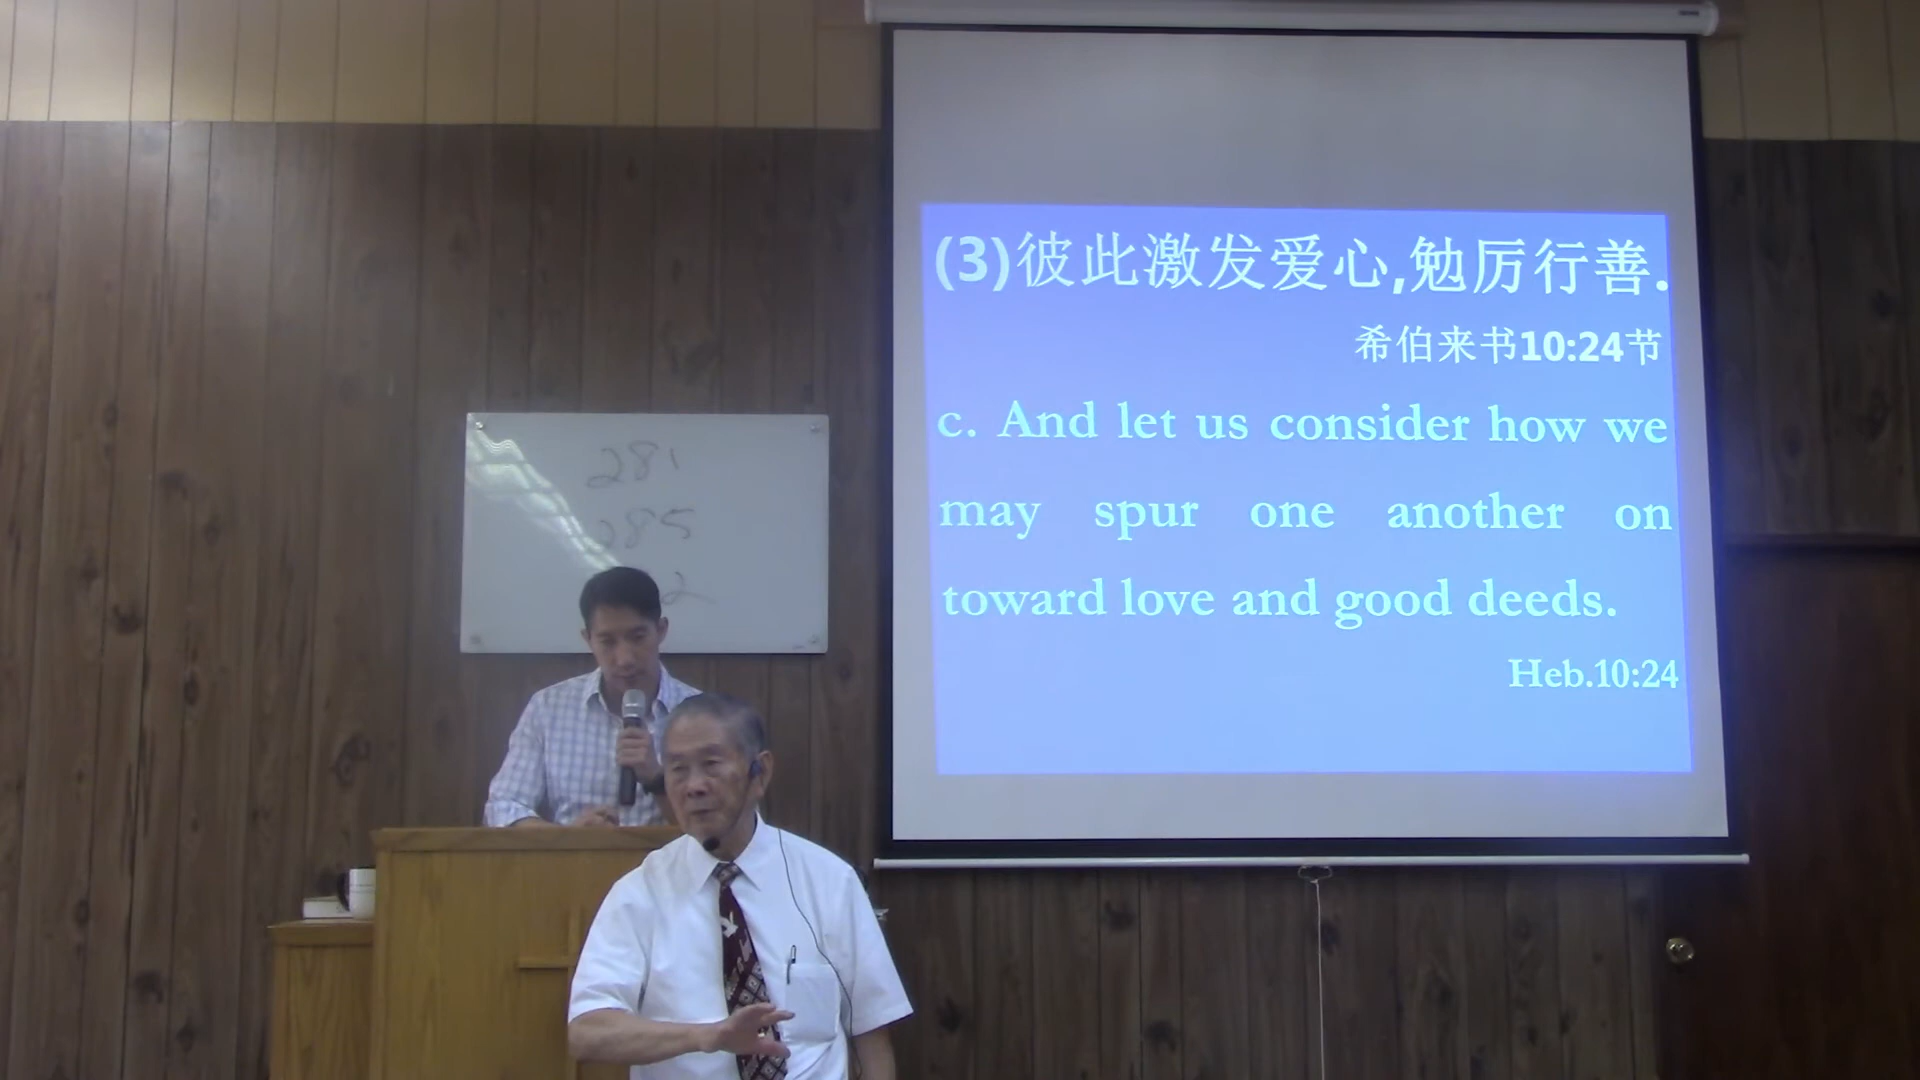 (3)彼此激发爱心,勉厉行善.
希伯来书10:24节
c. And let us consider how we
may spur one another on
toward love and good deeds.
Heb.10:24
281
285
2